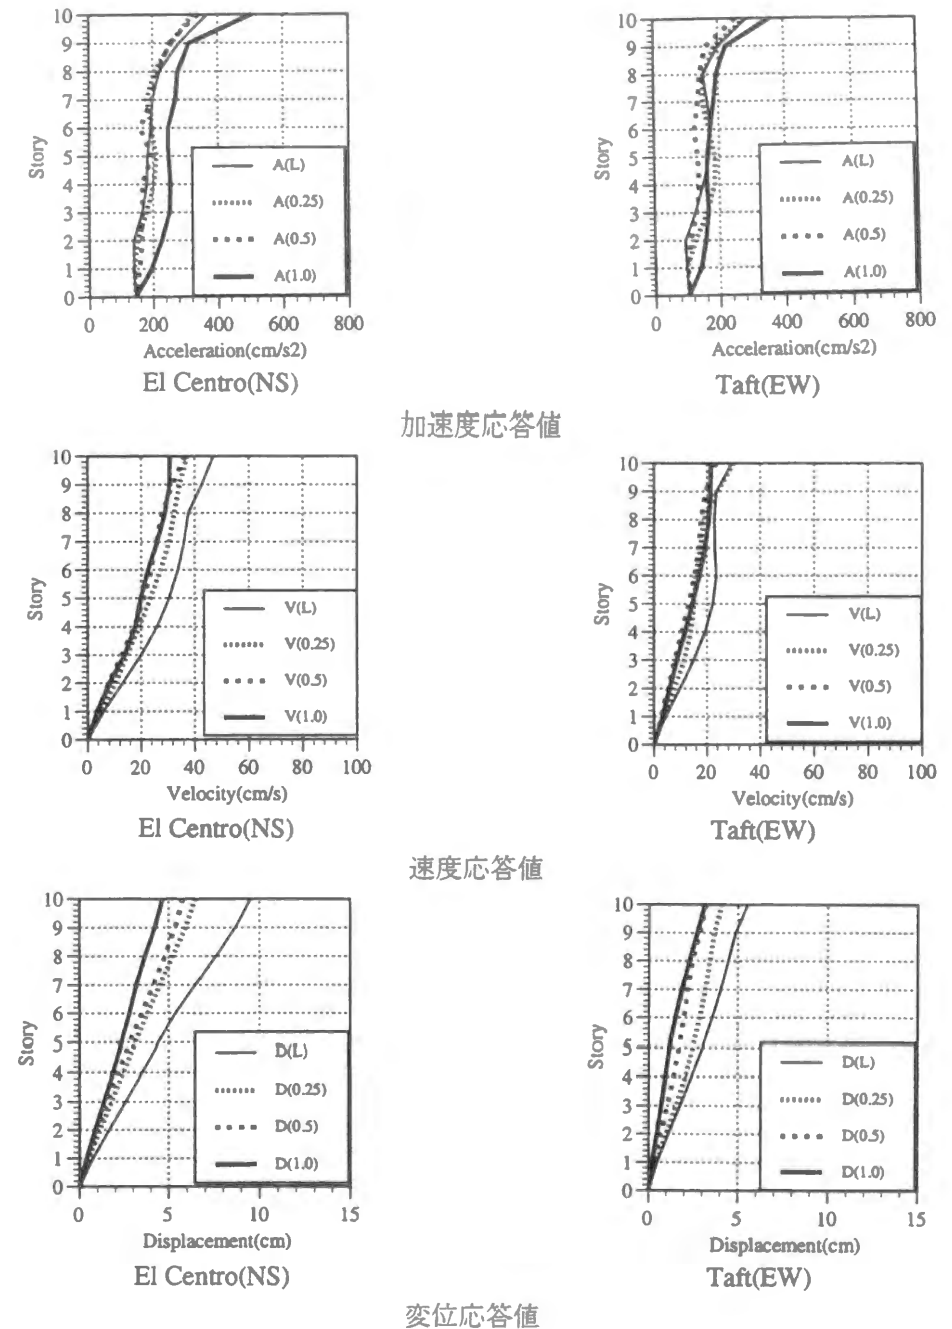 10
9
8
7
6
5
4
3
2
1
0
Story
A(L)
A(0.25)
A(0.5)
A(1.0)
0 200 400 600 800
Acceleration(cm/s2)
El Centro(NS)
10
9
8
7
6
5
4
3
2
1
0
Story
A(L)
A(0.25)
A(0.5)
A(1.0)
0 200 400 600 800
Acceleration(cm/s2)
Taft(EW)
加速度応答値
10
9
8
7
6
5
4
3
2
1
0
Story
V(L)
V(0.25)
V(0.5)
V(1.0)
0 20 40 60 80 100
Velocity(cm/s)
El Centro(NS)
10
9
8
7
6
5
4
3
2
1
0
Story
V(L)
V(0.25)
V(0.5)
V(1.0)
0 20 40 60 80 100
Velocity(cm/s)
Taft(EW)
速度応答値
10
9
8
7
6
5
4
3
2
1
0
Story
D(L)
D(0.25)
D(0.5)
D(1.0)
0 5 10 15
Displacement(cm)
El Centro(NS)
10
9
8
7
6
5
4
3
2
1
0
Story
D(L)
D(0.25)
D(0.5)
D(1.0)
0 5 10 15
Displacement(cm)
Taft(EW)
変位応答値